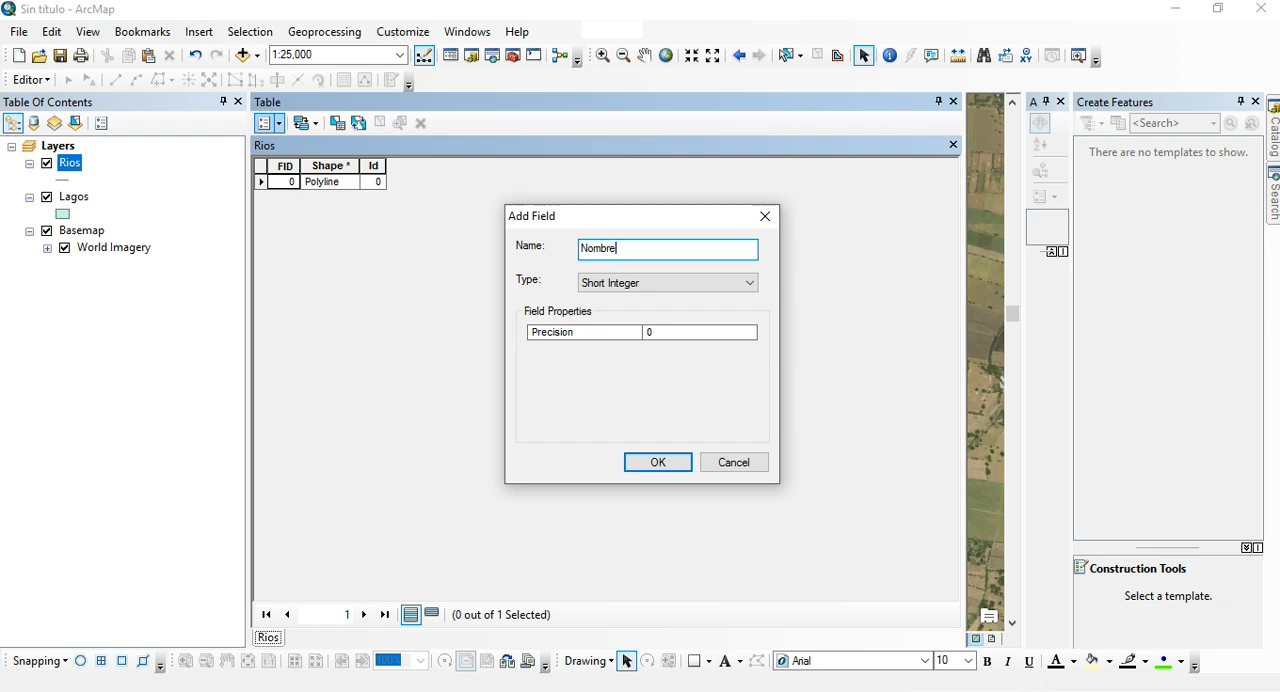 Sin título - ArcMap
File Edit View Bookmarks Insert Selection Geoprocessing Customize Windows Help
1:25,000
Editor
Table Of Contents
Layers
Rios
Lagos
Basemap
World Imagery
Table
Rios
FID Shape * Id
0 Polyline 0
Add Field
Name: Nombre
Type: Short Integer
Field Properties
Precision 0
OK Cancel
1 (0 out of 1 Selected)
Rios
A
Create Features
<Search>
There are no templates to show.
Construction Tools
Select a template.
Catalog
Search
Snapping
100%
Drawing
A
Arial
10
B I U A